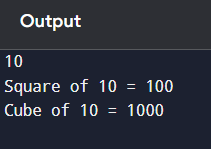 Output
10
Square of 10 = 100
Cube of 10 = 1000